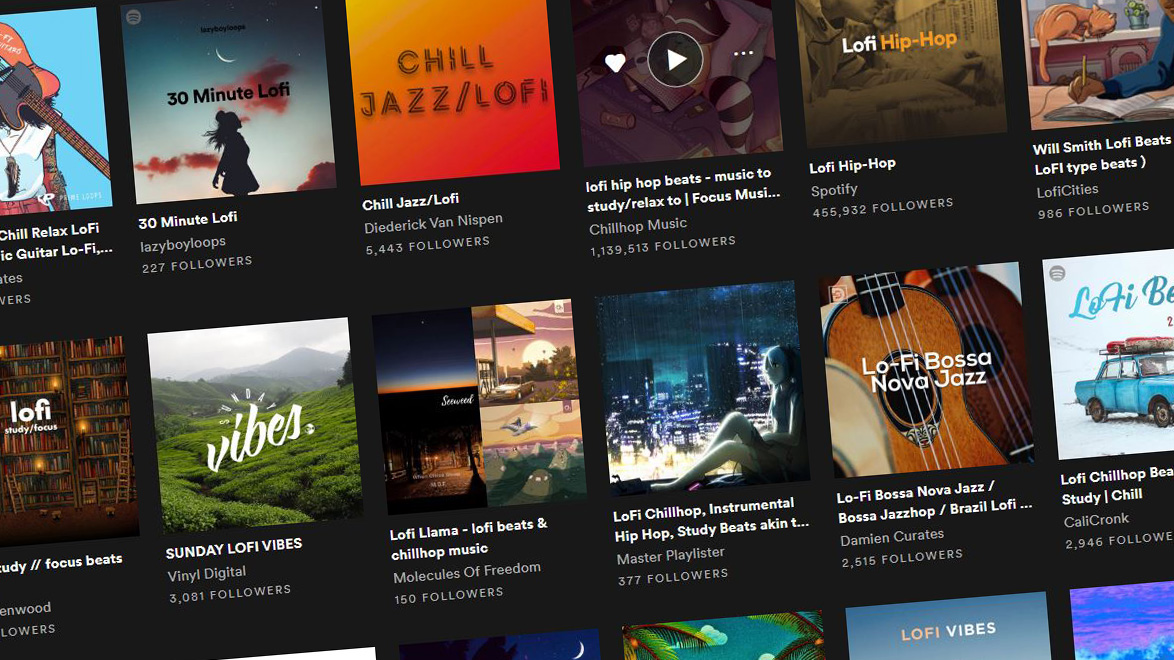 PRIME LOOPS
Chill Relax LoFi
ic Guitar Lo-Fi,...
ates
WERS
lazyboyloops
30 Minute Lofi
30 Minute Lofi
lazyboyloops
227 FOLLOWERS
CHILL
JAZZ/LOFI
Chill Jazz/Lofi
Diederick Van Nispen
5,443 FOLLOWERS
lofi hip hop beats - music to
study/relax to | Focus Musi...
Chillhop Music
1,139,513 FOLLOWERS
Lofi Hip-Hop
Lofi Hip-Hop
Spotify
455,932 FOLLOWERS
Will Smith Lofi Beats
LoFI type beats )
LofiCities
986 FOLLOWERS
lofi
study/focus
tudy // focus beats
enwood
LOWERS
SUNDAY
vibes.
SUNDAY LOFI VIBES
Vinyl Digital
3,081 FOLLOWERS
Seeweed
Lofi Llama - lofi beats &
chillhop music
Molecules Of Freedom
150 FOLLOWERS
LoFi Chillhop, Instrumental
Hip Hop, Study Beats akin t...
Master Playlister
377 FOLLOWERS
Lo-Fi Bossa
Nova Jazz
Lo-Fi Bossa Nova Jazz /
Bossa Jazzhop / Brazil Lofi ...
Damien Curates
2,515 FOLLOWERS
LoFi Be
2
Lofi Chillhop Bea
Study | Chill
CaliCronk
2,946 FOLLOWE
LOFI VIBES